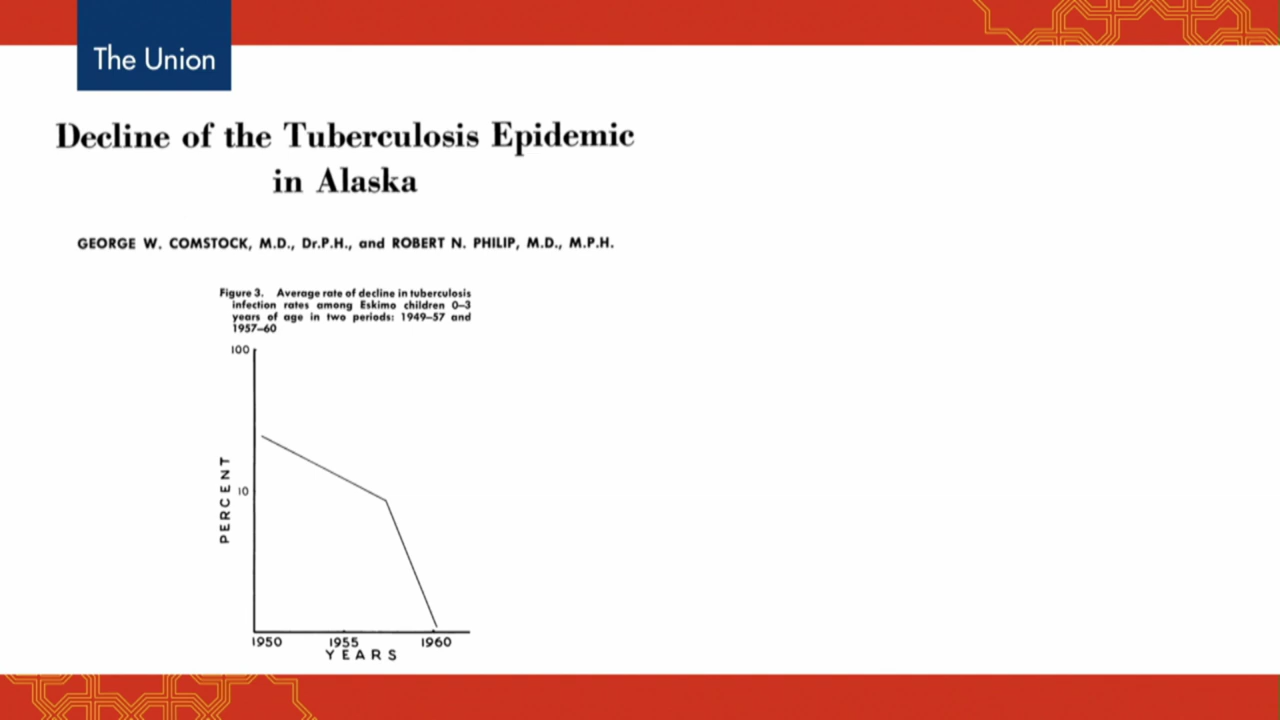 The Union
Decline of the Tuberculosis Epidemic
in Alaska
GEORGE W. COMSTOCK, M.D., Dr.P.H., and ROBERT N. PHILIP, M.D., M.P.H.
Figure 3. Average rate of decline in tuberculosis
infection rates among Eskimo children 0–3
years of age in two periods: 1949–57 and
1957–60
100
10
PERCENT
1950 1955 1960
YEARS